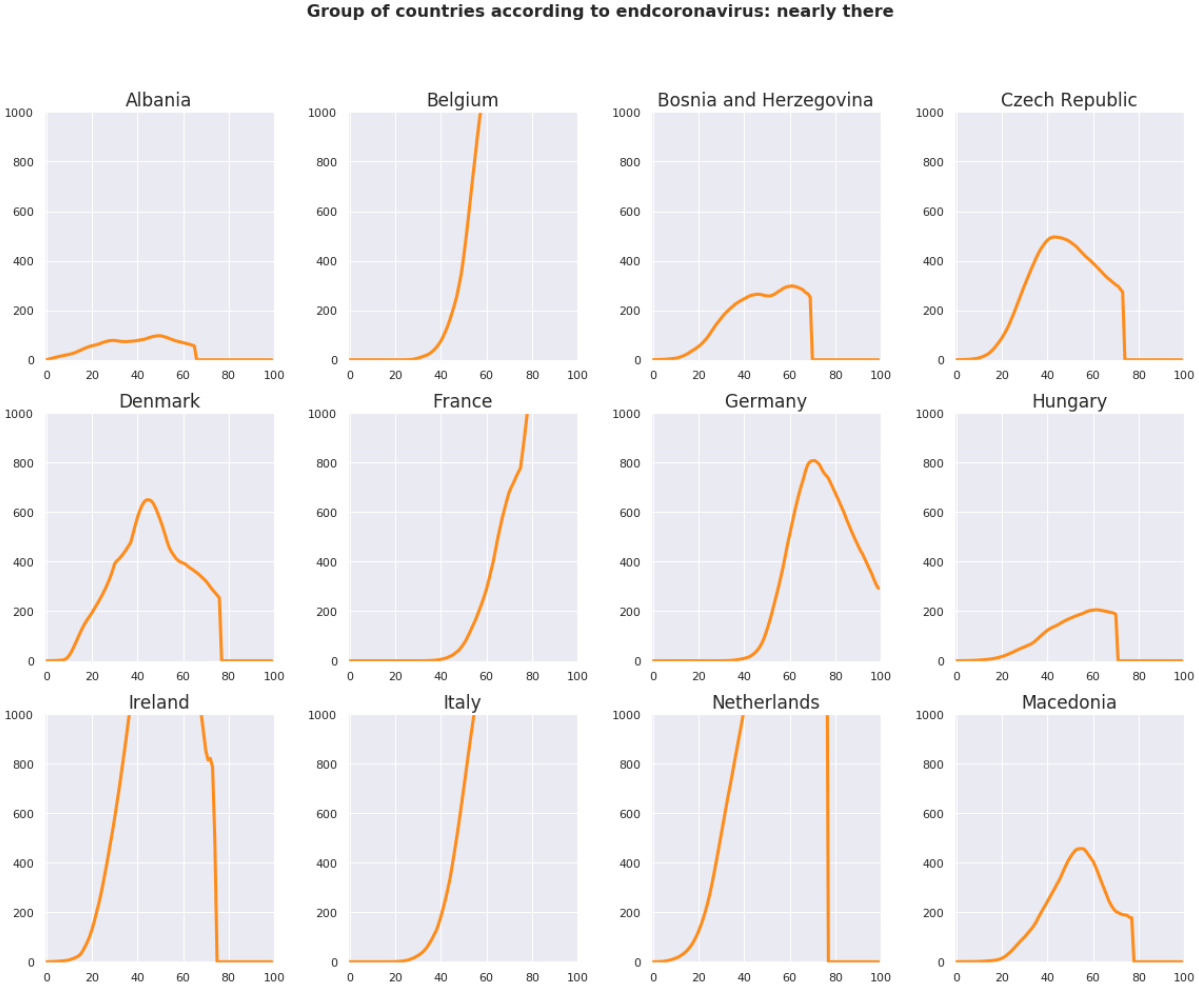 Group of countries according to endcoronavirus: nearly there
Albania Belgium Bosnia and Herzegovina Czech Republic
1000 1000 1000 1000
800 800 800 800
600 600 600 600
400 400 400 400
200 200 200 200
0 0 0 0
0 20 40 60 80 100 0 20 40 60 80 100 0 20 40 60 80 100 0 20 40 60 80 100
Denmark France Germany Hungary
1000 1000 1000 1000
800 800 800 800
600 600 600 600
400 400 400 400
200 200 200 200
0 0 0 0
0 20 40 60 80 100 0 20 40 60 80 100 0 20 40 60 80 100 0 20 40 60 80 100
Ireland Italy Netherlands Macedonia
1000 1000 1000 1000
800 800 800 800
600 600 600 600
400 400 400 400
200 200 200 200
0 0 0 0
0 20 40 60 80 100 0 20 40 60 80 100 0 20 40 60 80 100 0 20 40 60 80 100